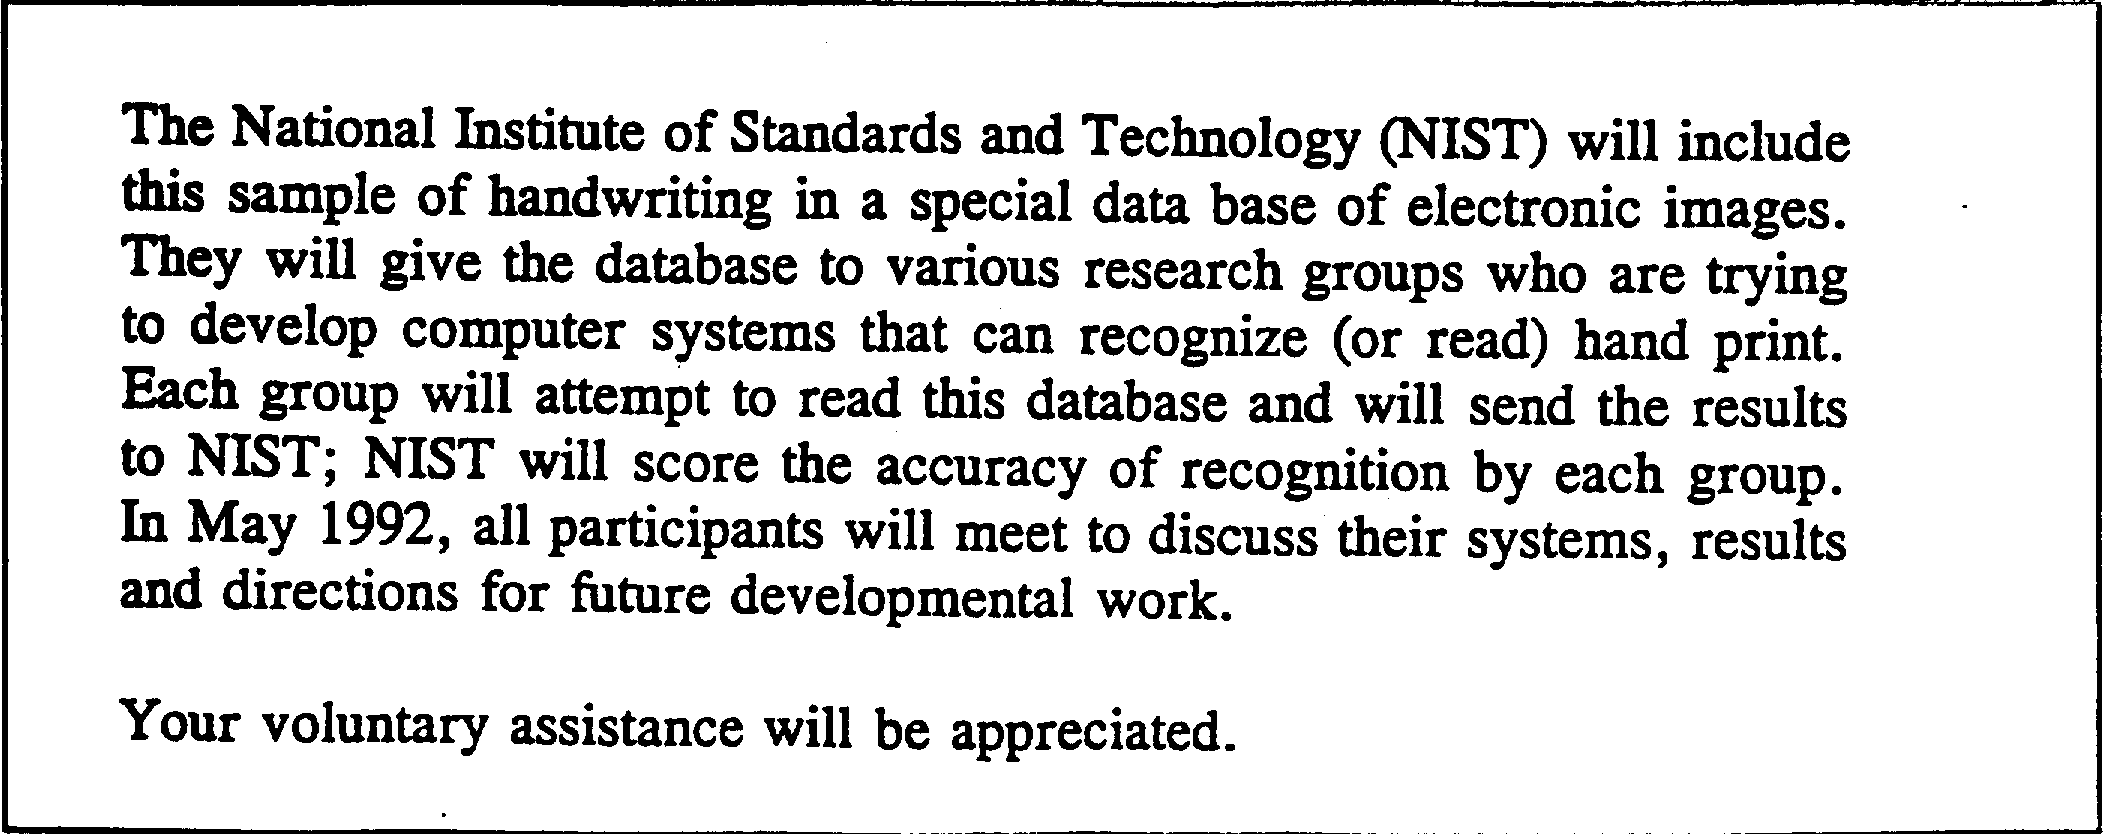 The National Institute of Standards and Technology (NIST) will include
this sample of handwriting in a special data base of electronic images.
They will give the database to various research groups who are trying
to develop computer systems that can recognize (or read) hand print.
Each group will attempt to read this database and will send the results
to NIST; NIST will score the accuracy of recognition by each group.
In May 1992, all participants will meet to discuss their systems, results
and directions for future developmental work.
Your voluntary assistance will be appreciated.